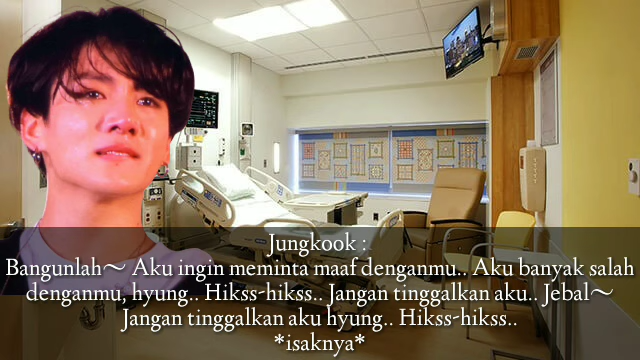 Jungkook :
Bangunlah～ Aku ingin meminta maaf denganmu.. Aku banyak salah
denganmu, hyung.. Hikss-hikss.. Jangan tinggalkan aku.. Jebal～
Jangan tinggalkan aku hyung.. Hikss-hikss..
*isaknya*